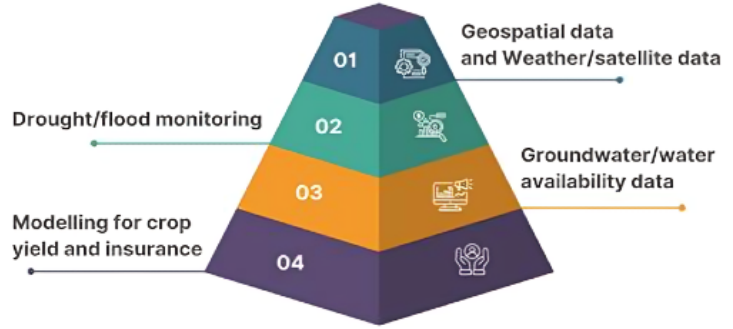 01
Geospatial data
and Weather/satellite data
02
Drought/flood monitoring
03
Groundwater/water
availability data
04
Modelling for crop
yield and insurance